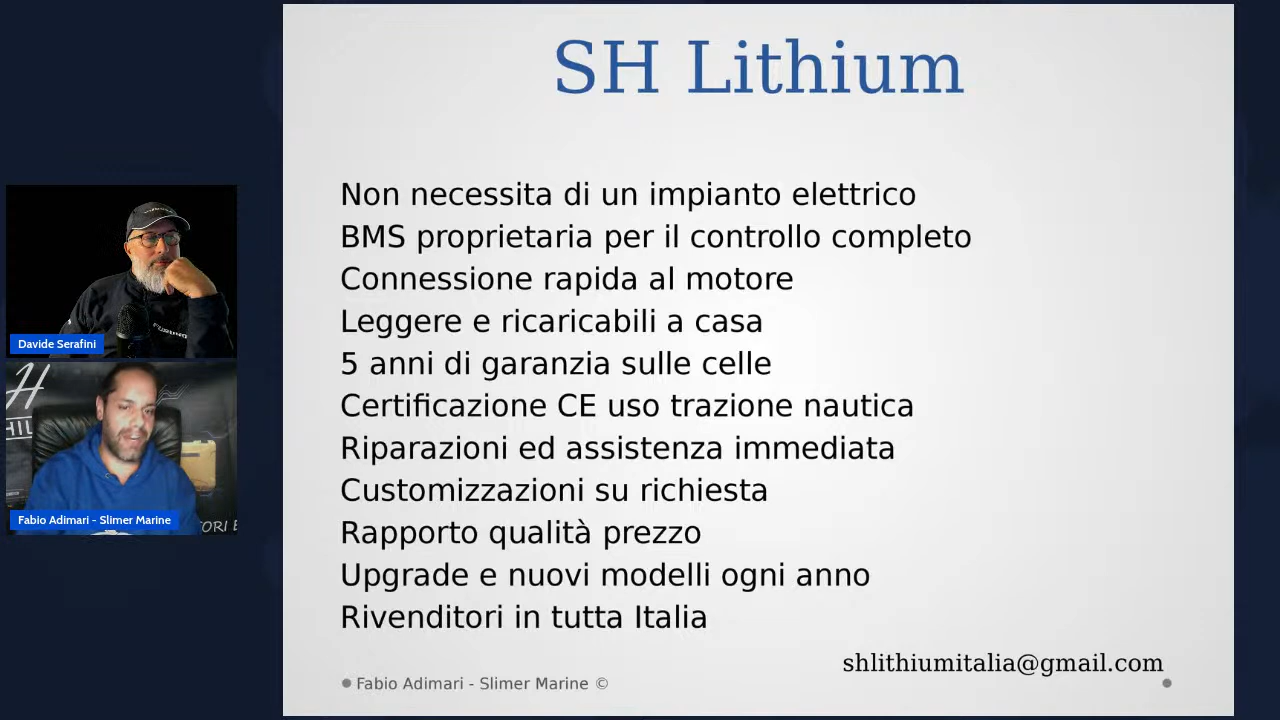 SH Lithium
Non necessita di un impianto elettrico
BMS proprietaria per il controllo completo
Connessione rapida al motore
Leggere e ricaricabili a casa
5 anni di garanzia sulle celle
Certificazione CE uso trazione nautica
Riparazioni ed assistenza immediata
Customizzazioni su richiesta
Rapporto qualità prezzo
Upgrade e nuovi modelli ogni anno
Rivenditori in tutta Italia
shlithiumitalia@gmail.com
Fabio Adimari - Slimer Marine ©
Davide Serafini
Fabio Adimari - Slimer Marine